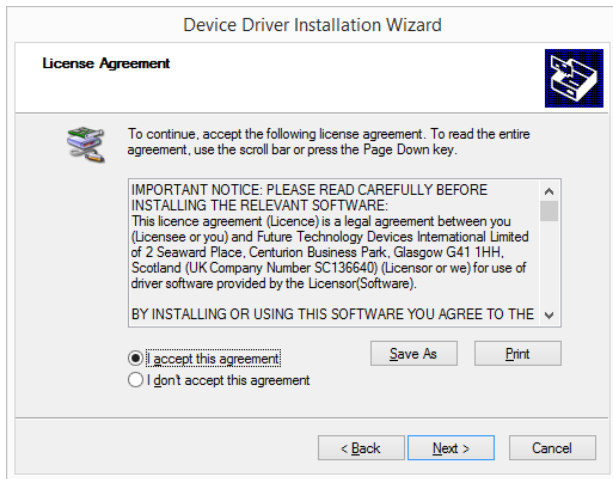 Device Driver Installation Wizard
License Agreement
To continue, accept the following license agreement. To read the entire
agreement, use the scroll bar or press the Page Down key.
IMPORTANT NOTICE: PLEASE READ CAREFULLY BEFORE
INSTALLING THE RELEVANT SOFTWARE:
This licence agreement (Licence) is a legal agreement between you
(Licensee or you) and Future Technology Devices International Limited
of 2 Seaward Place, Centurion Business Park, Glasgow G41 1HH,
Scotland (UK Company Number SC136640) (Licensor or we) for use of
driver software provided by the Licensor(Software).
BY INSTALLING OR USING THIS SOFTWARE YOU AGREE TO THE
I accept this agreement
Save As
Print
I don't accept this agreement
< Back
Next >
Cancel